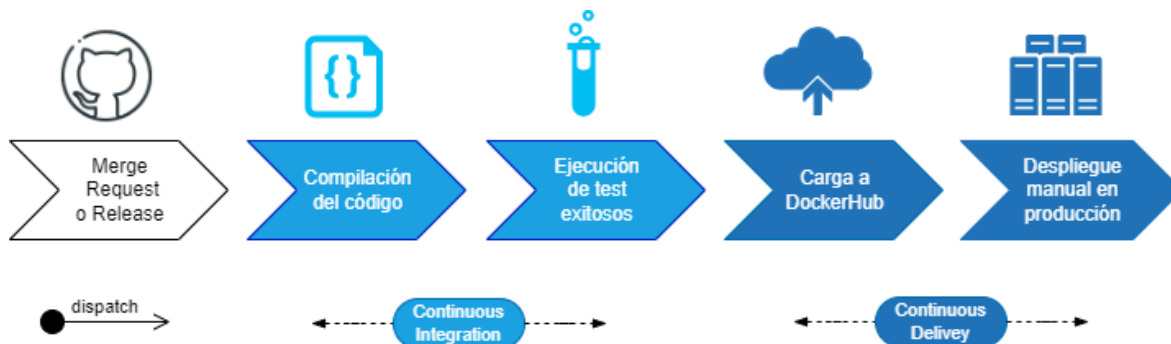 {}
Merge
Request
o Release
Compilación
del código
Ejecución
de test
exitosos
Carga a
DockerHub
Despliegue
manual en
producción
dispatch
Continuous
Integration
Continuous
Delivey